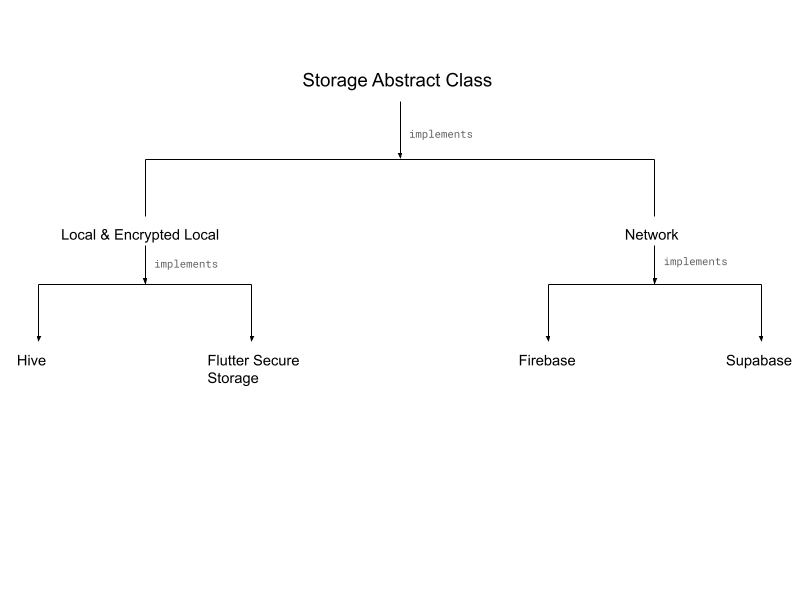 Storage Abstract Class
implements
Local & Encrypted Local
Network
implements
implements
Hive
Flutter Secure
Storage
Firebase
Supabase